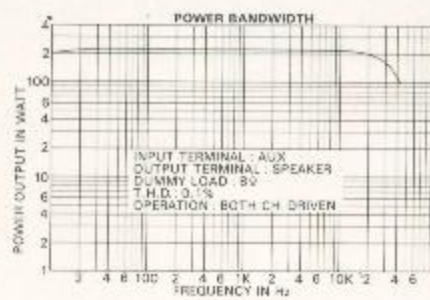 POWER BANDWIDTH
4
2
100
6
4
2
10
6
4
2
1
POWER OUTPUT IN WATT
INPUT TERMINAL : AUX
OUTPUT TERMINAL : SPEAKER
DUMMY LOAD : 8Ω
T.H.D. : 0.1%
OPERATION : BOTH CH. DRIVEN
3 4 6 100 2 4 6 1K 2 4 6 10K 2 4 6
FREQUENCY IN Hz